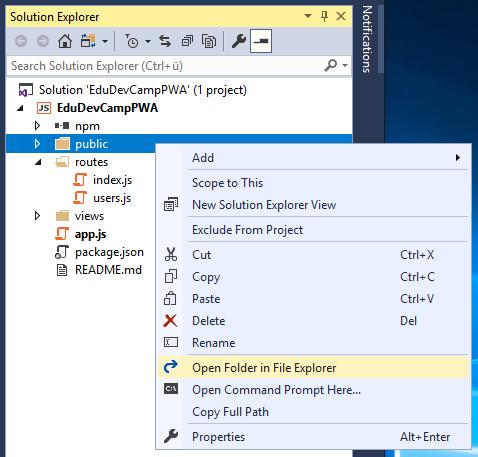 Solution Explorer
Notifications
Search Solution Explorer (Ctrl+ü)
Solution 'EduDevCampPWA' (1 project)
JS EduDevCampPWA
npm
public
routes
index.js
users.js
views
app.js
package.json
README.md
Add
Scope to This
New Solution Explorer View
Exclude From Project
Cut Ctrl+X
Copy Ctrl+C
Paste Ctrl+V
Delete Del
Rename
Open Folder in File Explorer
C:\ Open Command Prompt Here...
Copy Full Path
Properties Alt+Enter